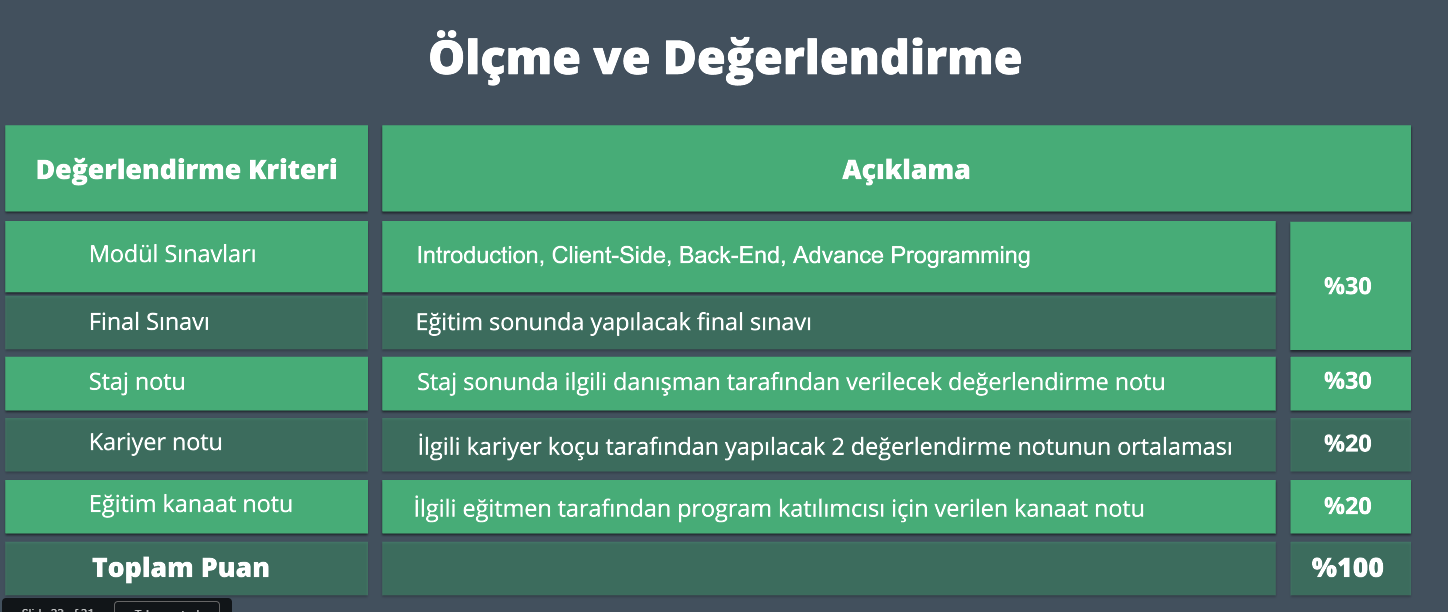 Ölçme ve Değerlendirme
Değerlendirme Kriteri
Açıklama
Modül Sınavları
Introduction, Client-Side, Back-End, Advance Programming
%30
Final Sınavı
Eğitim sonunda yapılacak final sınavı
Staj notu
Staj sonunda ilgili danışman tarafından verilecek değerlendirme notu
%30
Kariyer notu
İlgili kariyer koçu tarafından yapılacak 2 değerlendirme notunun ortalaması
%20
Eğitim kanaat notu
İlgili eğitmen tarafından program katılımcısı için verilen kanaat notu
%20
Toplam Puan
%100